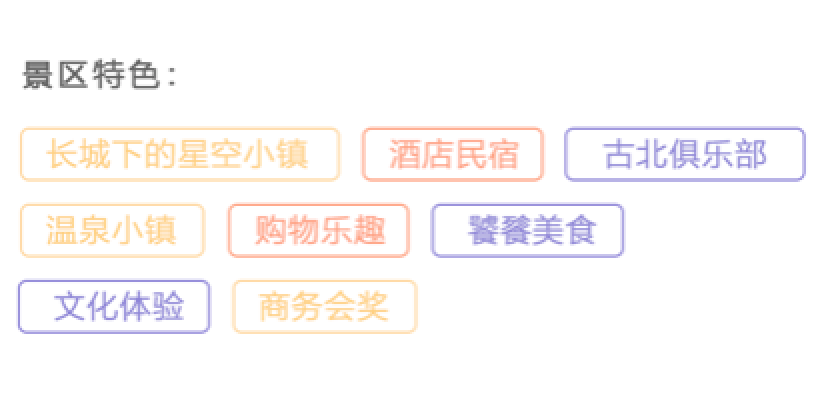 景区特色：
长城下的星空小镇 酒店民宿 古北俱乐部
温泉小镇 购物乐趣 饕餮美食
文化体验 商务会奖